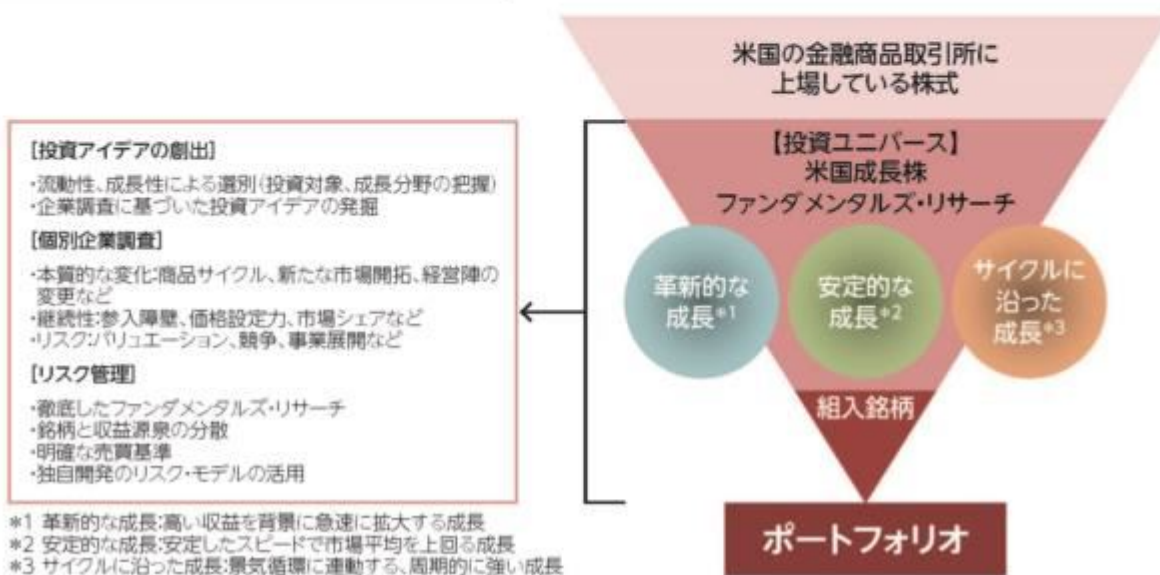 米国の金融商品取引所に
上場している株式
【投資ユニバース】
米国成長株
ファンダメンタルズ・リサーチ
革新的な
成長*1
安定的な
成長*2
サイクルに
沿った
成長*3
組入銘柄
ポートフォリオ
[投資アイデアの創出]
・流動性、成長性による選別(投資対象、成長分野の把握)
・企業調査に基づいた投資アイデアの発掘
[個別企業調査]
・本質的な変化:商品サイクル、新たな市場開拓、経営陣の
変更など
・継続性:参入障壁、価格設定力、市場シェアなど
・リスク:バリュエーション、競争、事業展開など
[リスク管理]
・徹底したファンダメンタルズ・リサーチ
・銘柄と収益源泉の分散
・明確な売買基準
・独自開発のリスク・モデルの活用
*1 革新的な成長:高い収益を背景に急速に拡大する成長
*2 安定的な成長:安定したスピードで市場平均を上回る成長
*3 サイクルに沿った成長:景気循環に連動する、周期的に強い成長